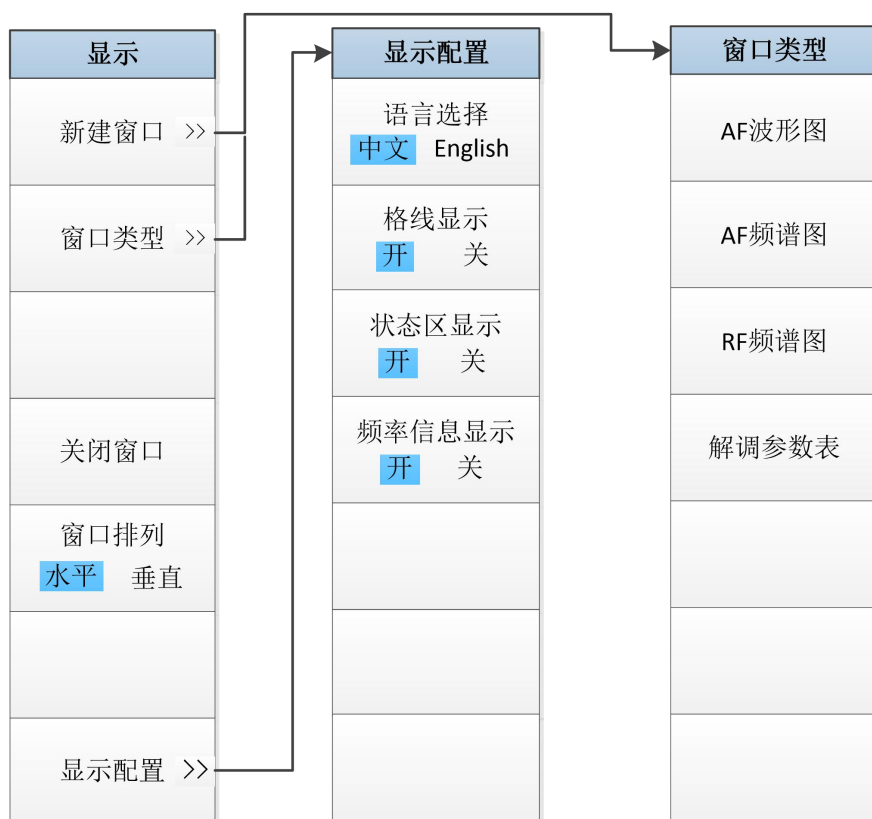 显示
新建窗口 >>
窗口类型 >>
关闭窗口
窗口排列
水平 垂直
显示配置 >>
显示配置
语言选择
中文 English
格线显示
开 关
状态区显示
开 关
频率信息显示
开 关
窗口类型
AF波形图
AF频谱图
RF频谱图
解调参数表